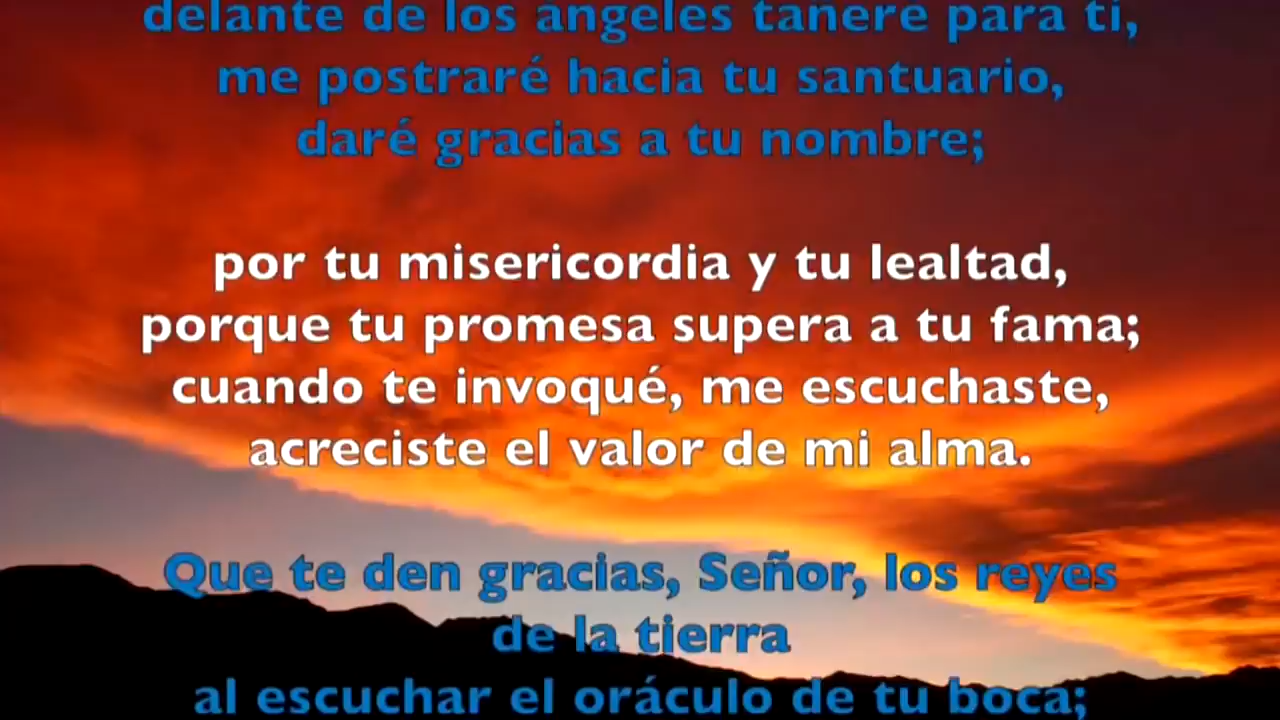 delante de los ángeles tañeré para ti,
me postraré hacia tu santuario,
daré gracias a tu nombre;
por tu misericordia y tu lealtad,
porque tu promesa supera a tu fama;
cuando te invoqué, me escuchaste,
acreciste el valor de mi alma.
Que te den gracias, Señor, los reyes
de la tierra
al escuchar el oráculo de tu boca;